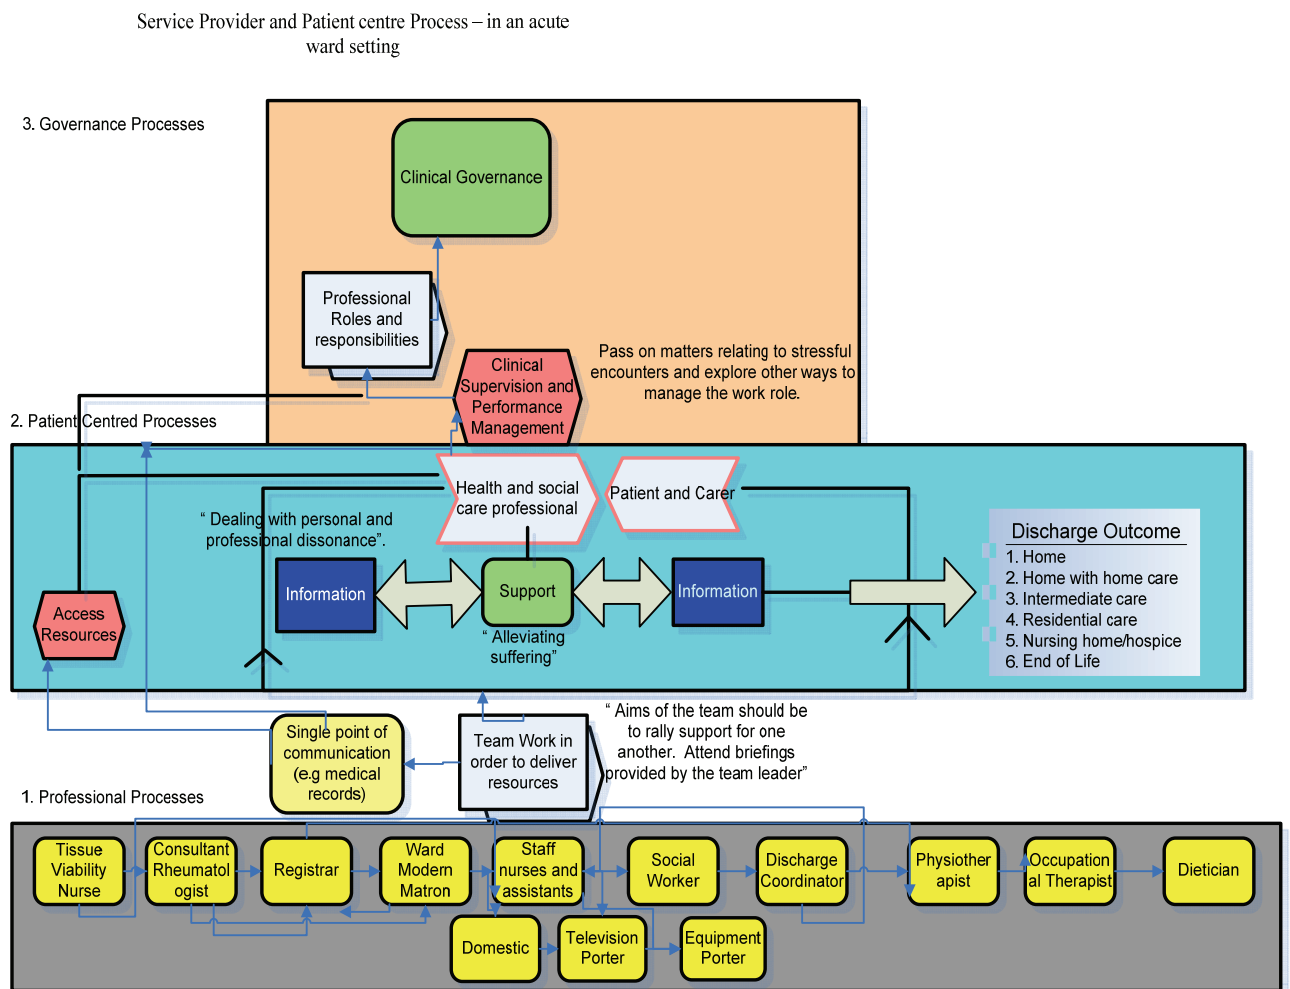 Service Provider and Patient centre Process – in an acute
ward setting
3. Governance Processes
Clinical Governance
Professional
Roles and
responsibilities
Clinical
Supervision and
Performance
Management
Pass on matters relating to stressful
encounters and explore other ways to
manage the work role.
2. Patient Centred Processes
Health and social
care professional
Patient and Carer
“ Dealing with personal and
professional dissonance”.
Information
Support
Information
“ Alleviating
suffering”
Access
Resources
Discharge Outcome
1. Home
2. Home with home care
3. Intermediate care
4. Residential care
5. Nursing home/hospice
6. End of Life
Single point of
communication
(e.g medical
records)
Team Work in
order to deliver
resources
“ Aims of the team should be
to rally support for one
another.  Attend briefings
provided by the team leader”
1. Professional Processes
Tissue
Viability
Nurse
Consultant
Rheumatol
ogist
Registrar
Ward
Modern
Matron
Staff
nurses and
assistants
Social
Worker
Discharge
Coordinator
Physiother
apist
Occupation
al Therapist
Dietician
Domestic
Television
Porter
Equipment
Porter